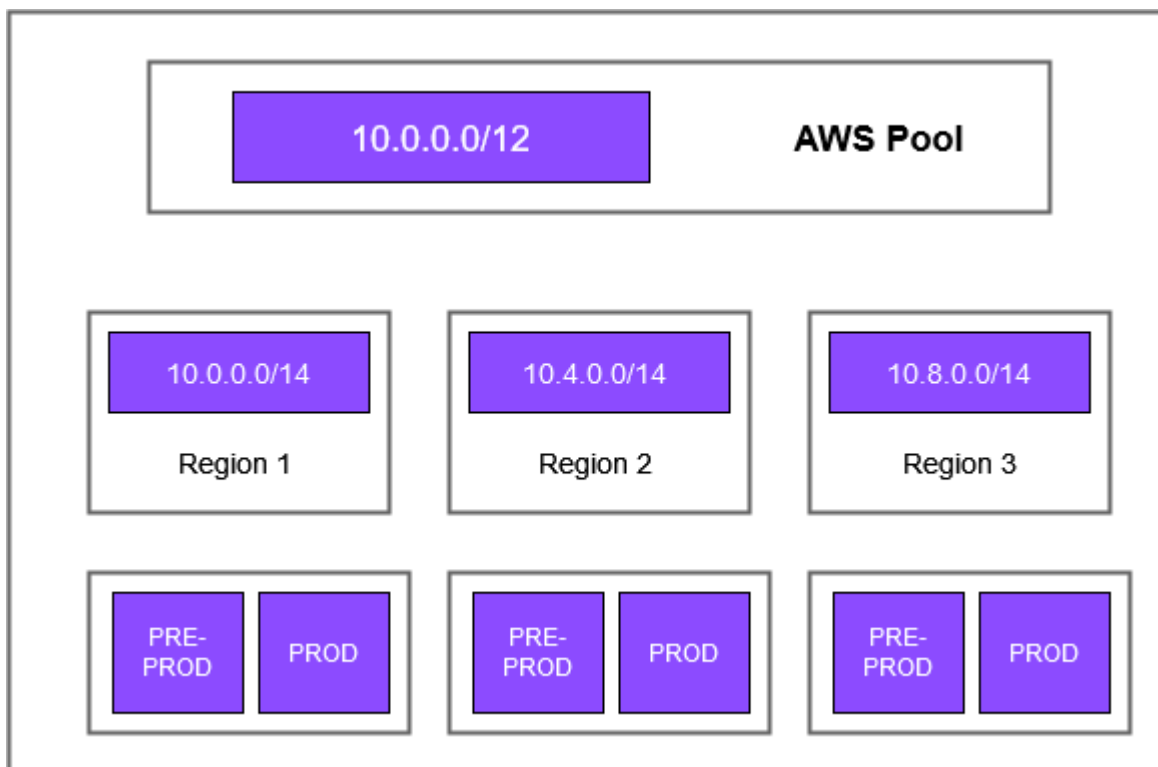 10.0.0.0/12
AWS Pool
10.0.0.0/14
Region 1
10.4.0.0/14
Region 2
10.8.0.0/14
Region 3
PRE-
PROD
PROD
PRE-
PROD
PROD
PRE-
PROD
PROD